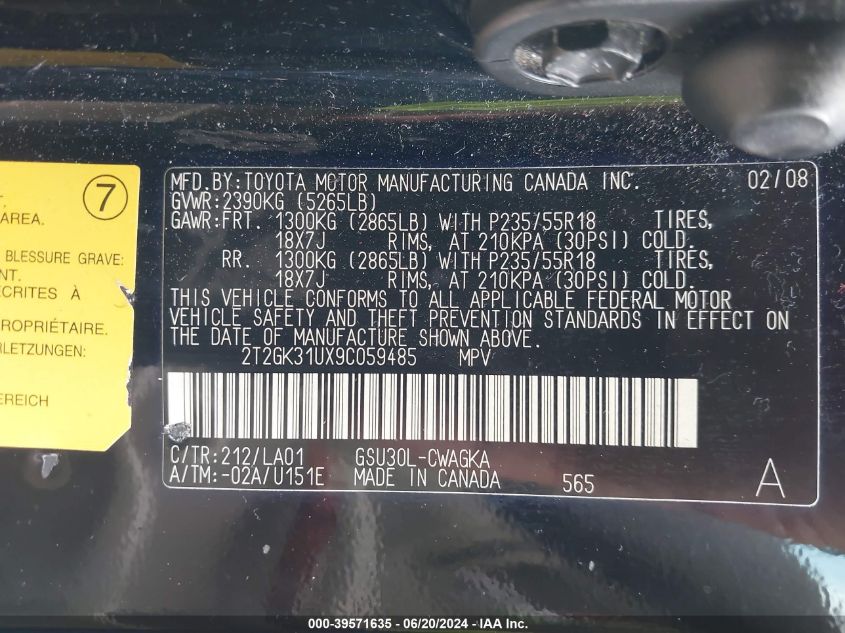 7
AREA.
BLESSURE GRAVE:
ENT.
ECRITES À
ROPRIÉTAIRE.
RLETZUNGEN:
EREICH
MFD.BY:TOYOTA MOTOR MANUFACTURING CANADA INC. 02/08
GVWR:2390KG (5265LB)
GAWR:FRT. 1300KG (2865LB) WITH P235/55R18 TIRES,
18X7J RIMS, AT 210KPA (30PSI) COLD.
RR. 1300KG (2865LB) WITH P235/55R18 TIRES,
18X7J RIMS, AT 210KPA (30PSI) COLD.
THIS VEHICLE CONFORMS TO ALL APPLICABLE FEDERAL MOTOR
VEHICLE SAFETY AND THEFT PREVENTION STANDARDS IN EFFECT ON
THE DATE OF MANUFACTURE SHOWN ABOVE.
2T2GK31UX9C059485 MPV
C/TR:212/LA01 GSU30L-CWAGKA
A/TM:-02A/U151E MADE IN CANADA 565 A
000-39571635 - 06/20/2024 - IAA Inc.